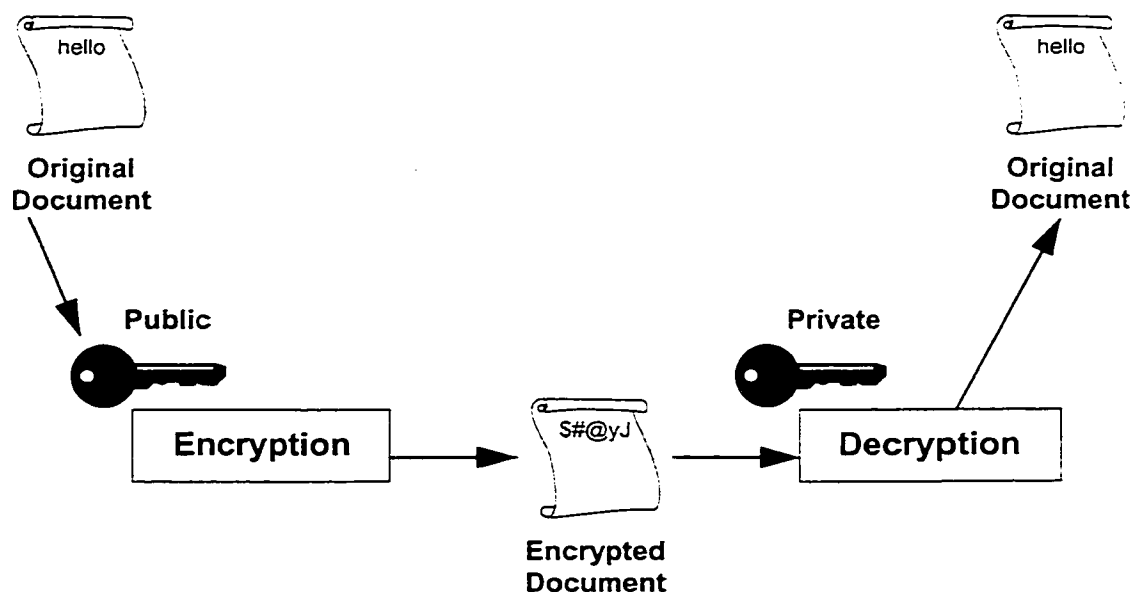 hello
Original
Document
Public
Encryption
S#@yJ
Encrypted
Document
Private
Decryption
hello
Original
Document